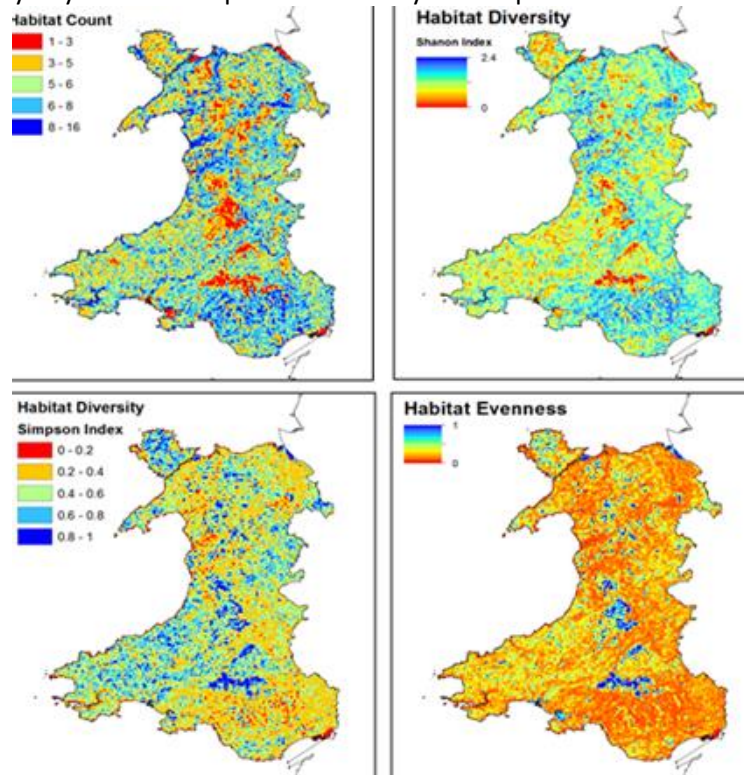 Habitat Count
1 - 3
3 - 5
5 - 6
6 - 8
8 - 16
Habitat Diversity
Shanon Index
2.4
0
Habitat Diversity
Simpson Index
0 - 0.2
0.2 - 0.4
0.4 - 0.6
0.6 - 0.8
0.8 - 1
Habitat Evenness
1
0